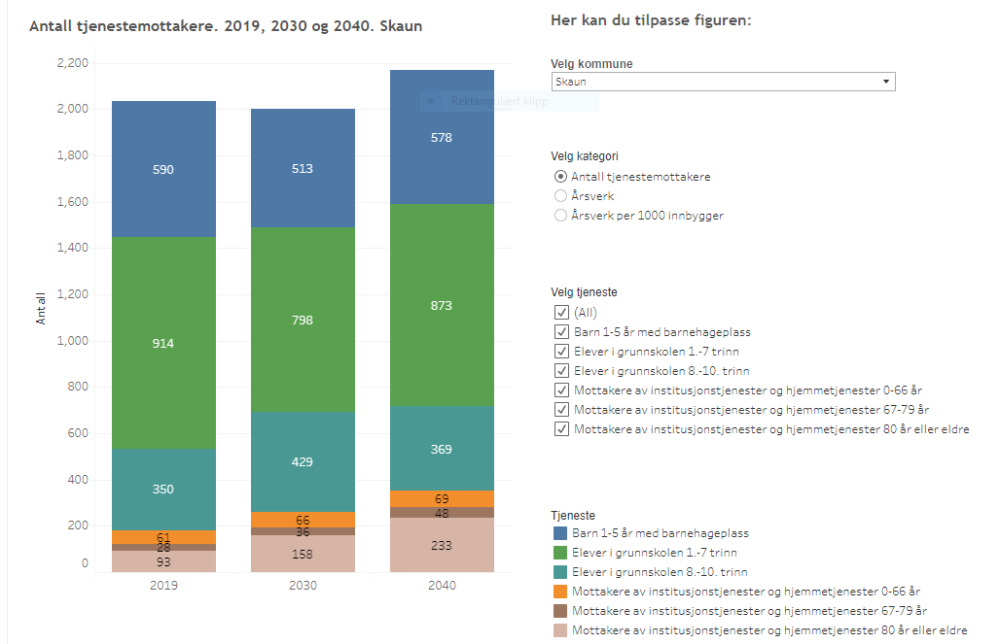 Antall tjenestemottakere. 2019, 2030 og 2040. Skaun
2,200
2,000
1,800
1,600
1,400
1,200
1,000
800
600
400
200
0
Antall
590
914
350
61
28
93
2019
513
798
429
66
36
158
2030
578
873
369
69
48
233
2040
Rektangulært klipp
Her kan du tilpasse figuren:
Velg kommune
Skaun
Velg kategori
Antall tjenestemottakere
Årsverk
Årsverk per 1000 innbygger
Velg tjeneste
(All)
Barn 1-5 år med barnehageplass
Elever i grunnskolen 1.-7 trinn
Elever i grunnskolen 8.-10. trinn
Mottakere av institusjonstjenester og hjemmetjenester 0-66 år
Mottakere av institusjonstjenester og hjemmetjenester 67-79 år
Mottakere av institusjonstjenester og hjemmetjenester 80 år eller eldre
Tjeneste
Barn 1-5 år med barnehageplass
Elever i grunnskolen 1.-7 trinn
Elever i grunnskolen 8.-10. trinn
Mottakere av institusjonstjenester og hjemmetjenester 0-66 år
Mottakere av institusjonstjenester og hjemmetjenester 67-79 år
Mottakere av institusjonstjenester og hjemmetjenester 80 år eller eldre